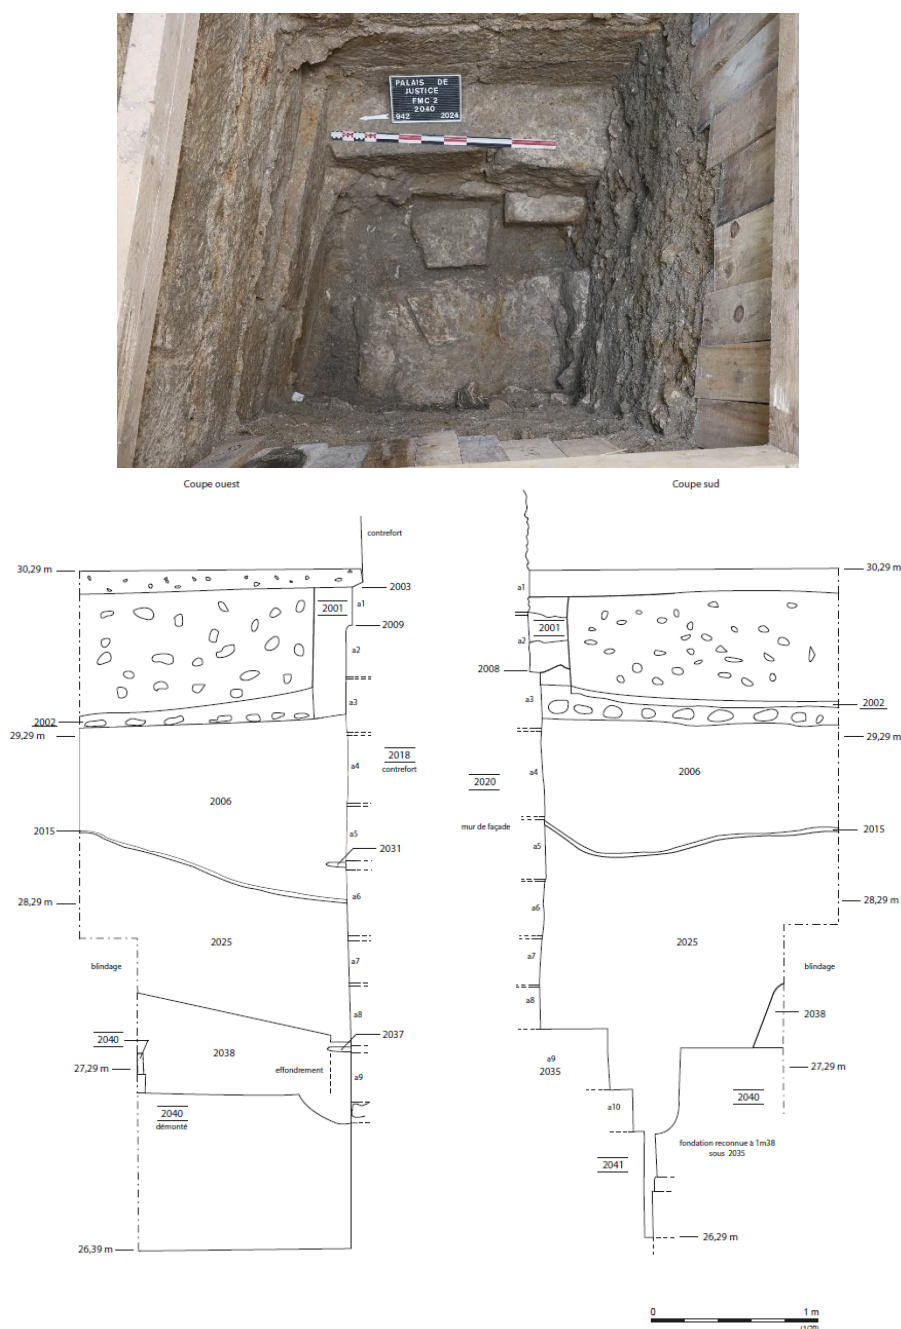 PALAIS DE
JUSTICE
FMC 2
2040
942 2024
Coupe ouest
contrefort
30,29 m
2003
2001
a1
2009
a2
a3
2002
29,29 m
2018
contrefort
a4
2006
2015
a5
2031
28,29 m
a6
2025
blindage
a7
a8
2040
2037
2038
27,29 m
effondrement
a9
2040
démonté
26,39 m
Coupe sud
30,29 m
a1
2001
a2
2008
a3
2002
29,29 m
2020
a4
2006
mur de façade
2015
a5
28,29 m
a6
2025
a7
blindage
a8
2038
a9
2035
27,29 m
2040
a10
fondation reconnue à 1m38
sous 2035
2041
26,29 m
0 1 m
(1/20)